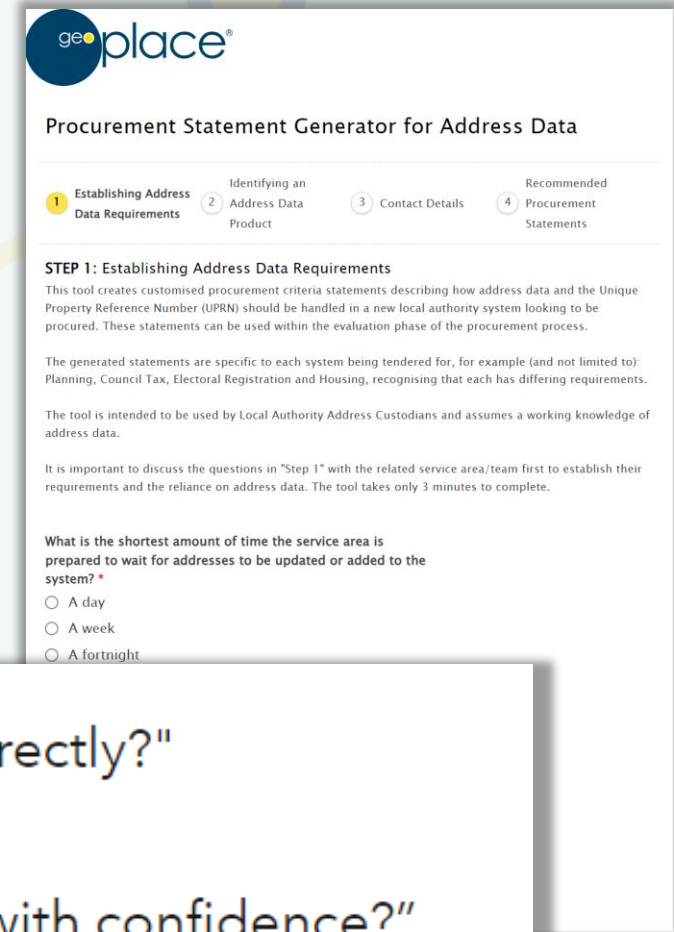 geoplace®
Procurement Statement Generator for Address Data
1 Establishing Address Data Requirements
2 Identifying an Address Data Product
3 Contact Details
4 Recommended Procurement Statements
STEP 1: Establishing Address Data Requirements
This tool creates customised procurement criteria statements describing how address data and the Unique
Property Reference Number (UPRN) should be handled in a new local authority system looking to be
procured. These statements can be used within the evaluation phase of the procurement process.
The generated statements are specific to each system being tendered for, for example (and not limited to):
Planning, Council Tax, Electoral Registration and Housing, recognising that each has differing requirements.
The tool is intended to be used by Local Authority Address Custodians and assumes a working knowledge of
address data.
It is important to discuss the questions in "Step 1" with the related service area/team first to establish their
requirements and the reliance on address data. The tool takes only 3 minutes to complete.
What is the shortest amount of time the service area is
prepared to wait for addresses to be updated or added to the
system? *
A day
A week
A fortnight
rectly?"
with confidence?”